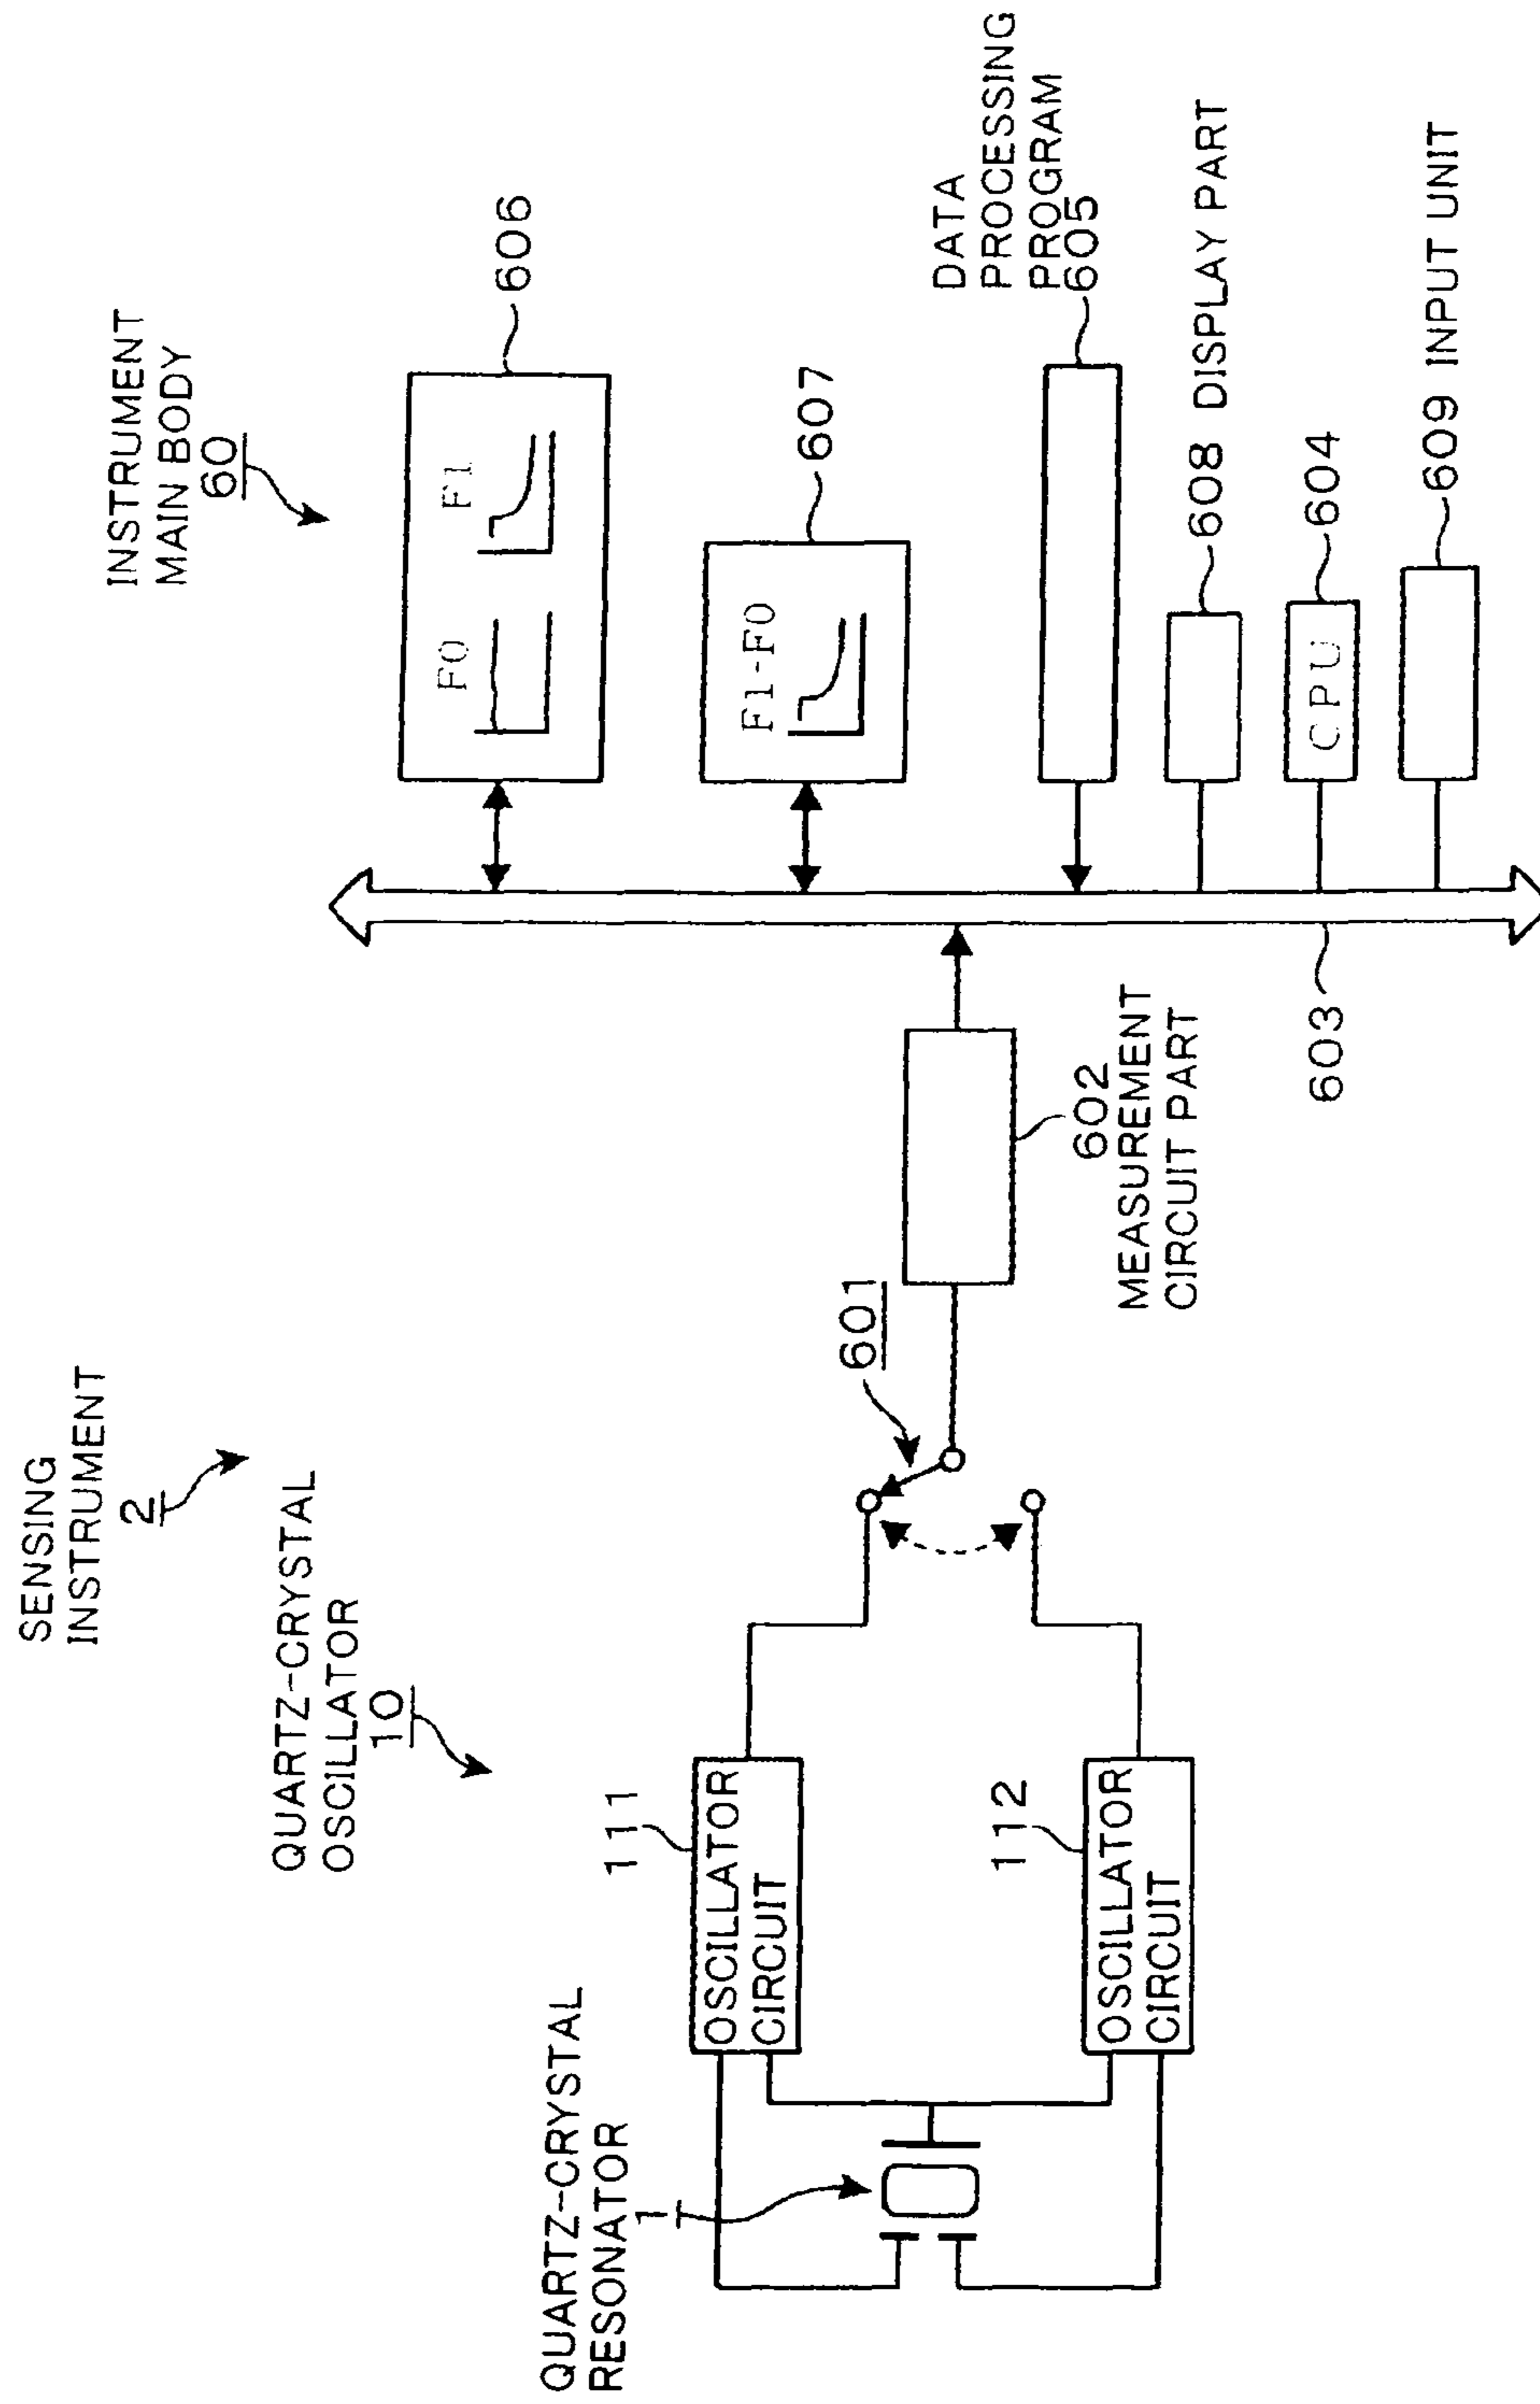 SENSING
INSTRUMENT
2
INSTRUMENT
MAIN BODY
60
QUARTZ-CRYSTAL
OSCILLATOR
10
QUARTZ-CRYSTAL
RESONATOR
1
111
OSCILLATOR
CIRCUIT
112
OSCILLATOR
CIRCUIT
601
602
MEASUREMENT
CIRCUIT PART
603
F0
F1
606
F1-F0
607
DATA
PROCESSING
PROGRAM
605
608 DISPLAY PART
CPU
604
609 INPUT UNIT